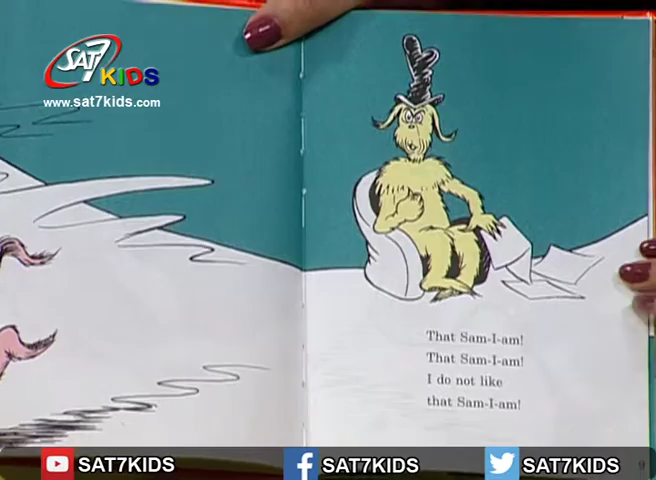 SAT7
KIDS
www.sat7kids.com
That Sam-I-am!
That Sam-I-am!
I do not like
that Sam-I-am!
SAT7KIDS
SAT7KIDS
SAT7KIDS